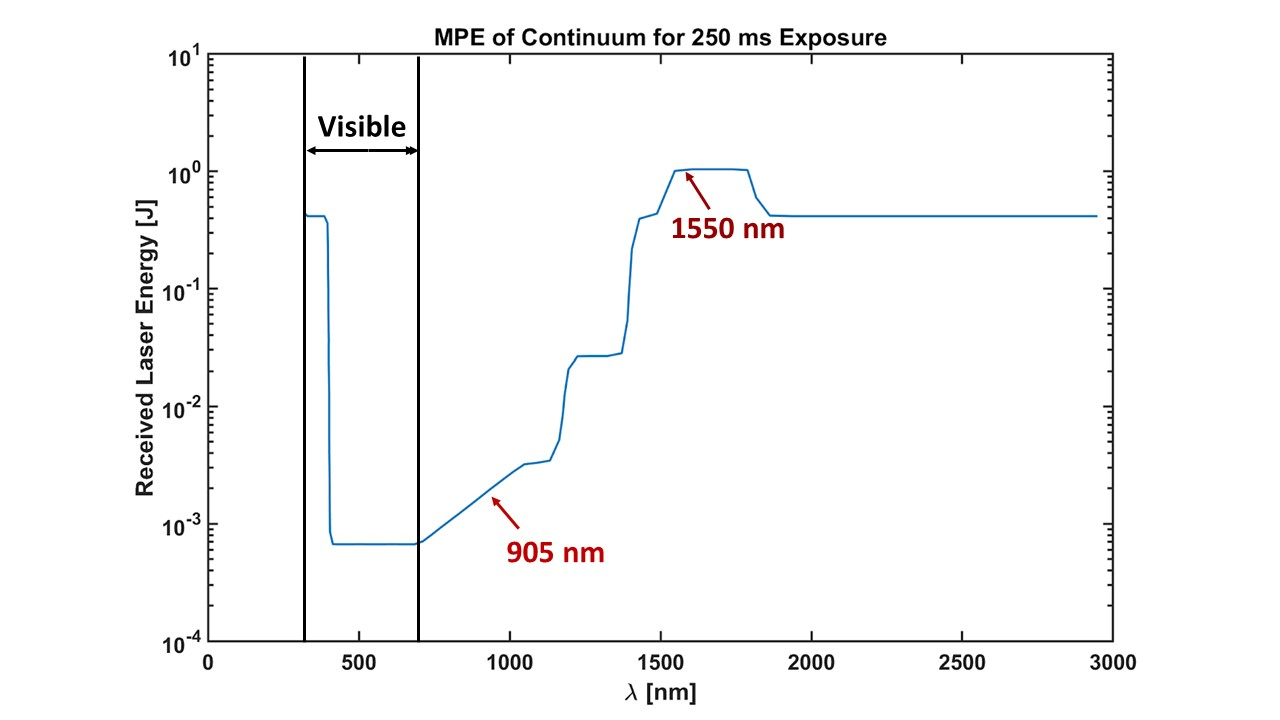 MPE of Continuum for 250 ms Exposure
10^1
Visible
10^0
1550 nm
10^-1
10^-2
10^-3
905 nm
10^-4
Received Laser Energy [J]
0 500 1000 1500 2000 2500 3000
λ [nm]